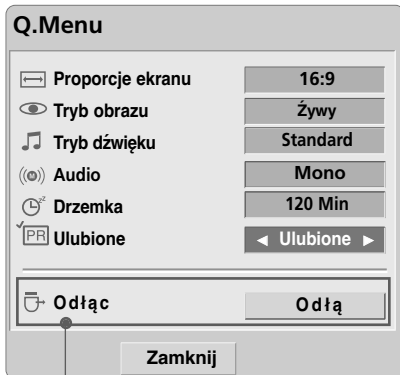 Q.Menu
Proporcje ekranu 16:9
Tryb obrazu Żywy
Tryb dźwięku Standard
Audio Mono
Drzemka 120 Min
PR Ulubione ◄ Ulubione ►
Odłąc Odłą
Zamknij